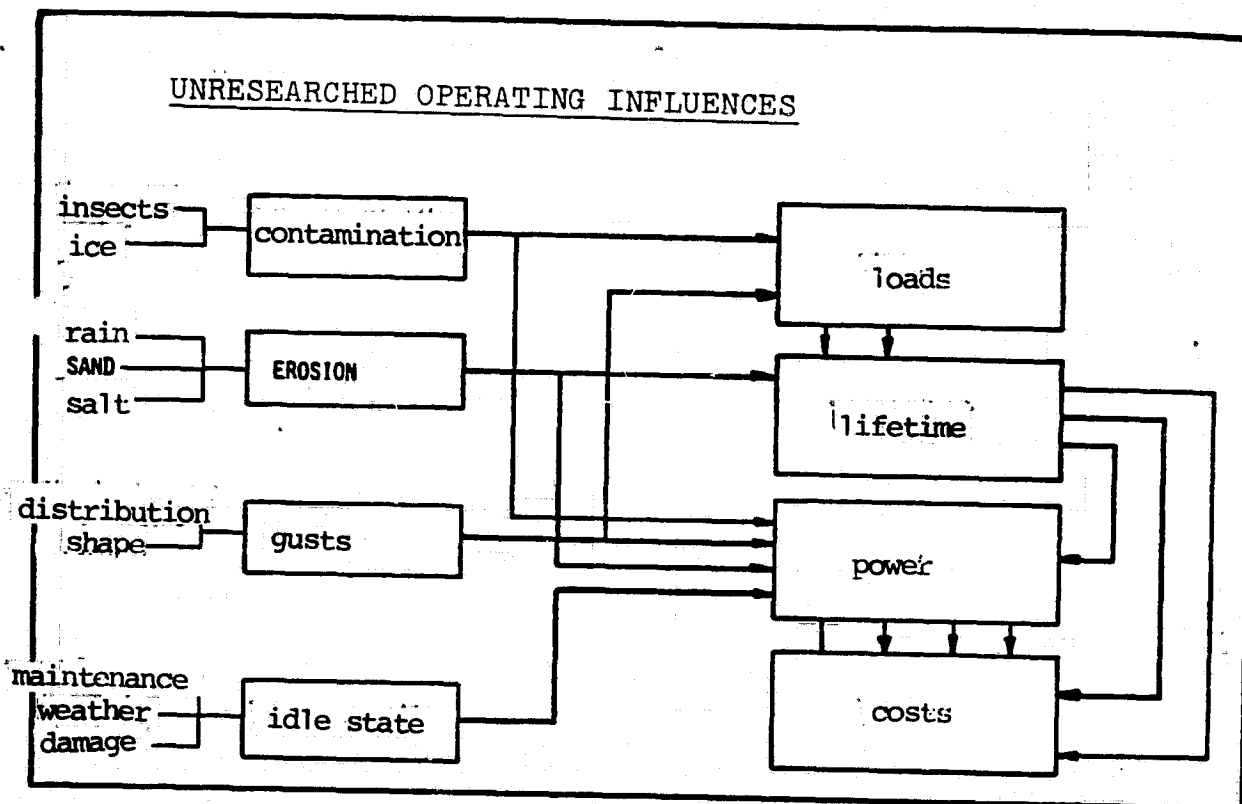 UNRESEARCHED OPERATING INFLUENCES
insects
ice
contamination
loads
rain
SAND
salt
EROSION
lifetime
distribution
shape
gusts
power
maintenance
weather
damage
idle state
costs